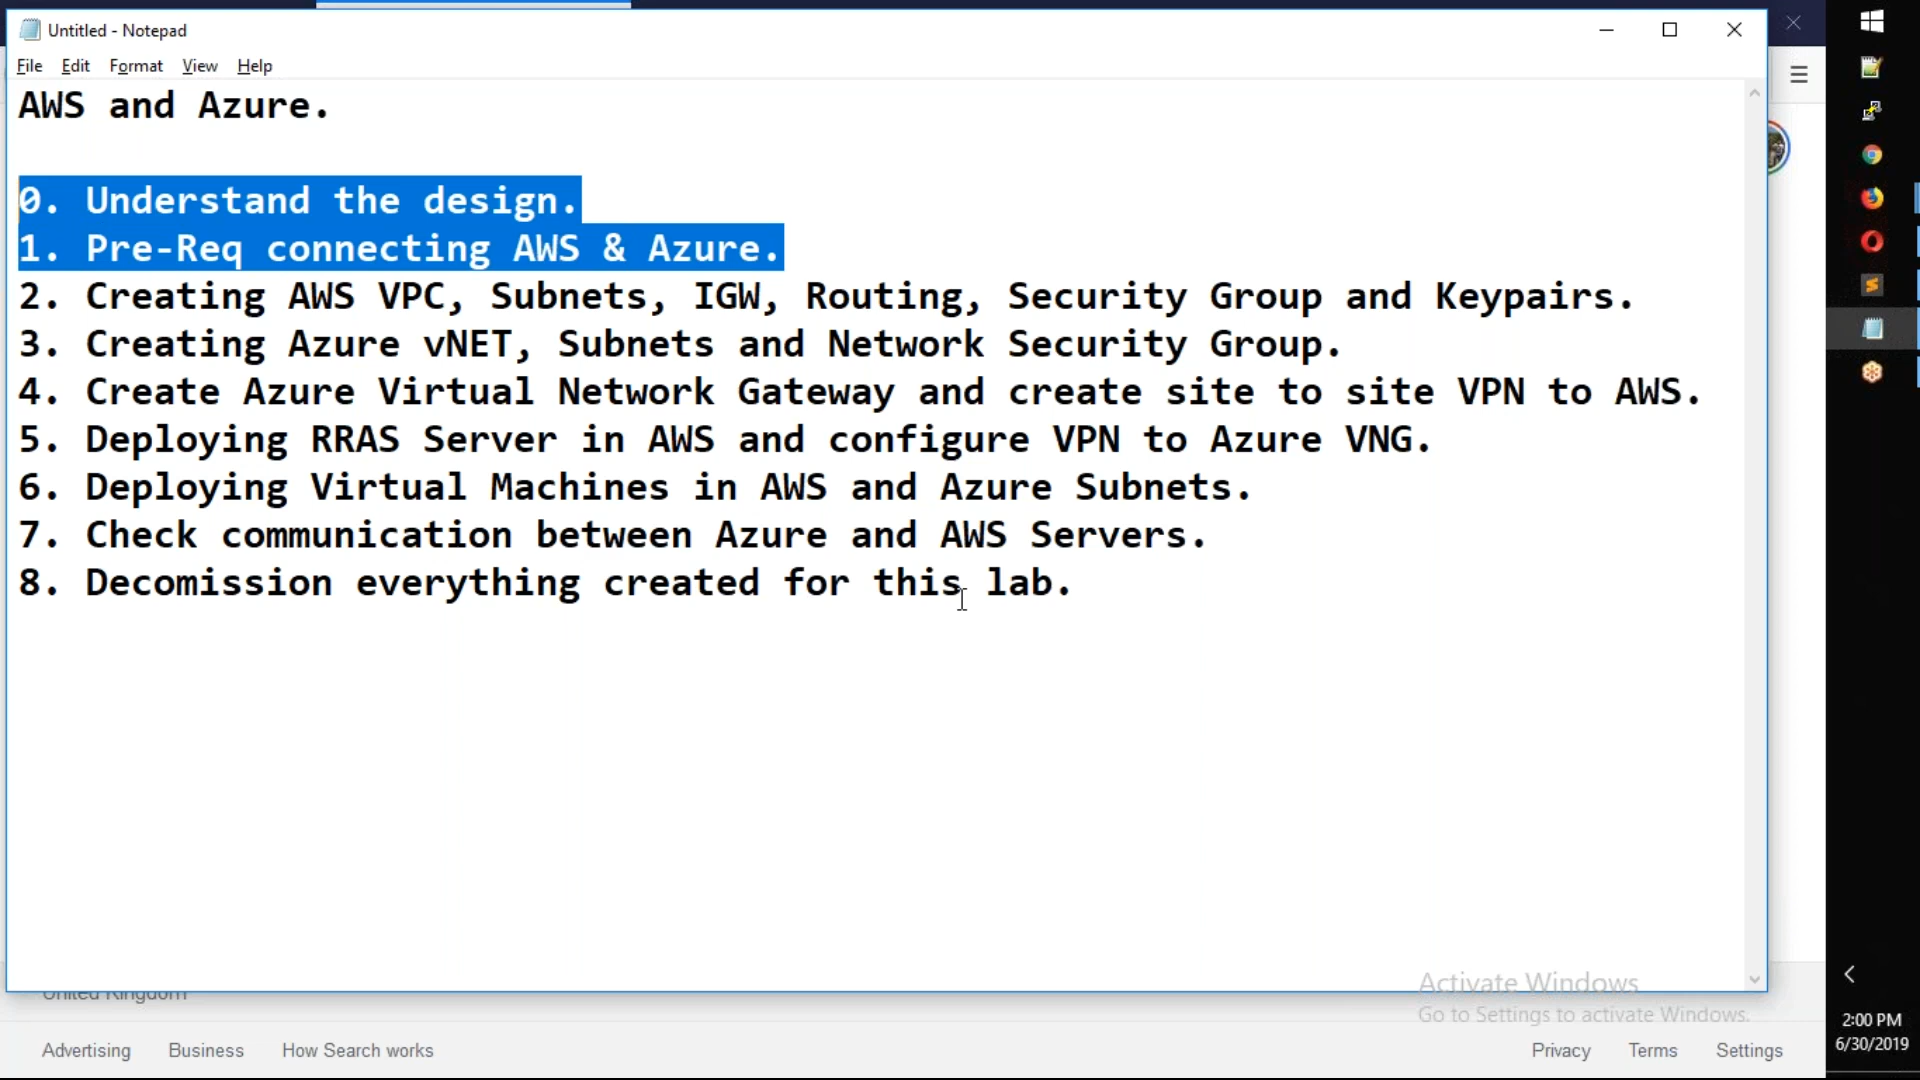 Untitled - Notepad
File Edit Format View Help
AWS and Azure.
0. Understand the design.
1. Pre-Req connecting AWS & Azure.
2. Creating AWS VPC, Subnets, IGW, Routing, Security Group and Keypairs.
3. Creating Azure vNET, Subnets and Network Security Group.
4. Create Azure Virtual Network Gateway and create site to site VPN to AWS.
5. Deploying RRAS Server in AWS and configure VPN to Azure VNG.
6. Deploying Virtual Machines in AWS and Azure Subnets.
7. Check communication between Azure and AWS Servers.
8. Decomission everything created for this lab.
Activate Windows
Go to Settings to activate Windows.
United Kingdom
Advertising Business How Search works Privacy Terms Settings
2:00 PM
6/30/2019